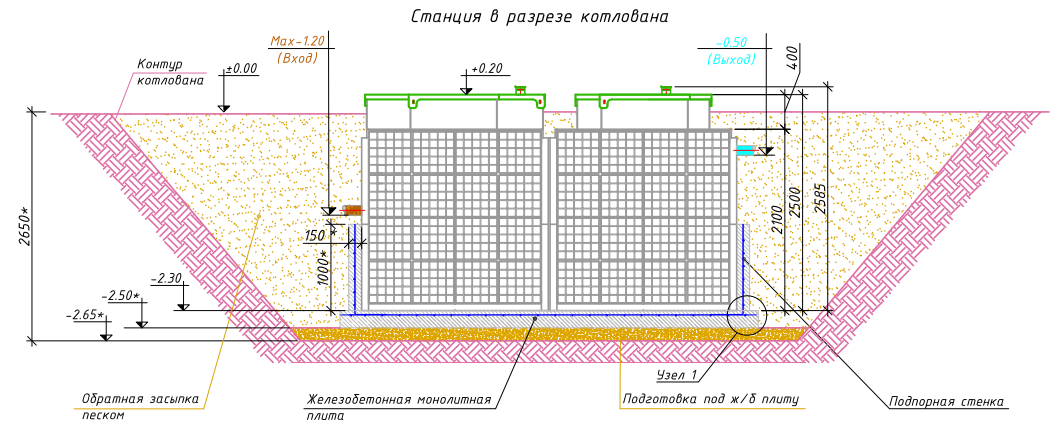 Станция в разрезе котлована
Max-1.20
(Вход)
-0.50
(Выход)
400
Контур
котлована
±0.00
+0.20
2650*
150*
1000*
2100
2500
2585
-2.30
-2.50*
-2.65*
Узел 1
Обратная засыпка
песком
Железобетонная монолитная
плита
Подготовка под ж/б плиту
Подпорная стенка